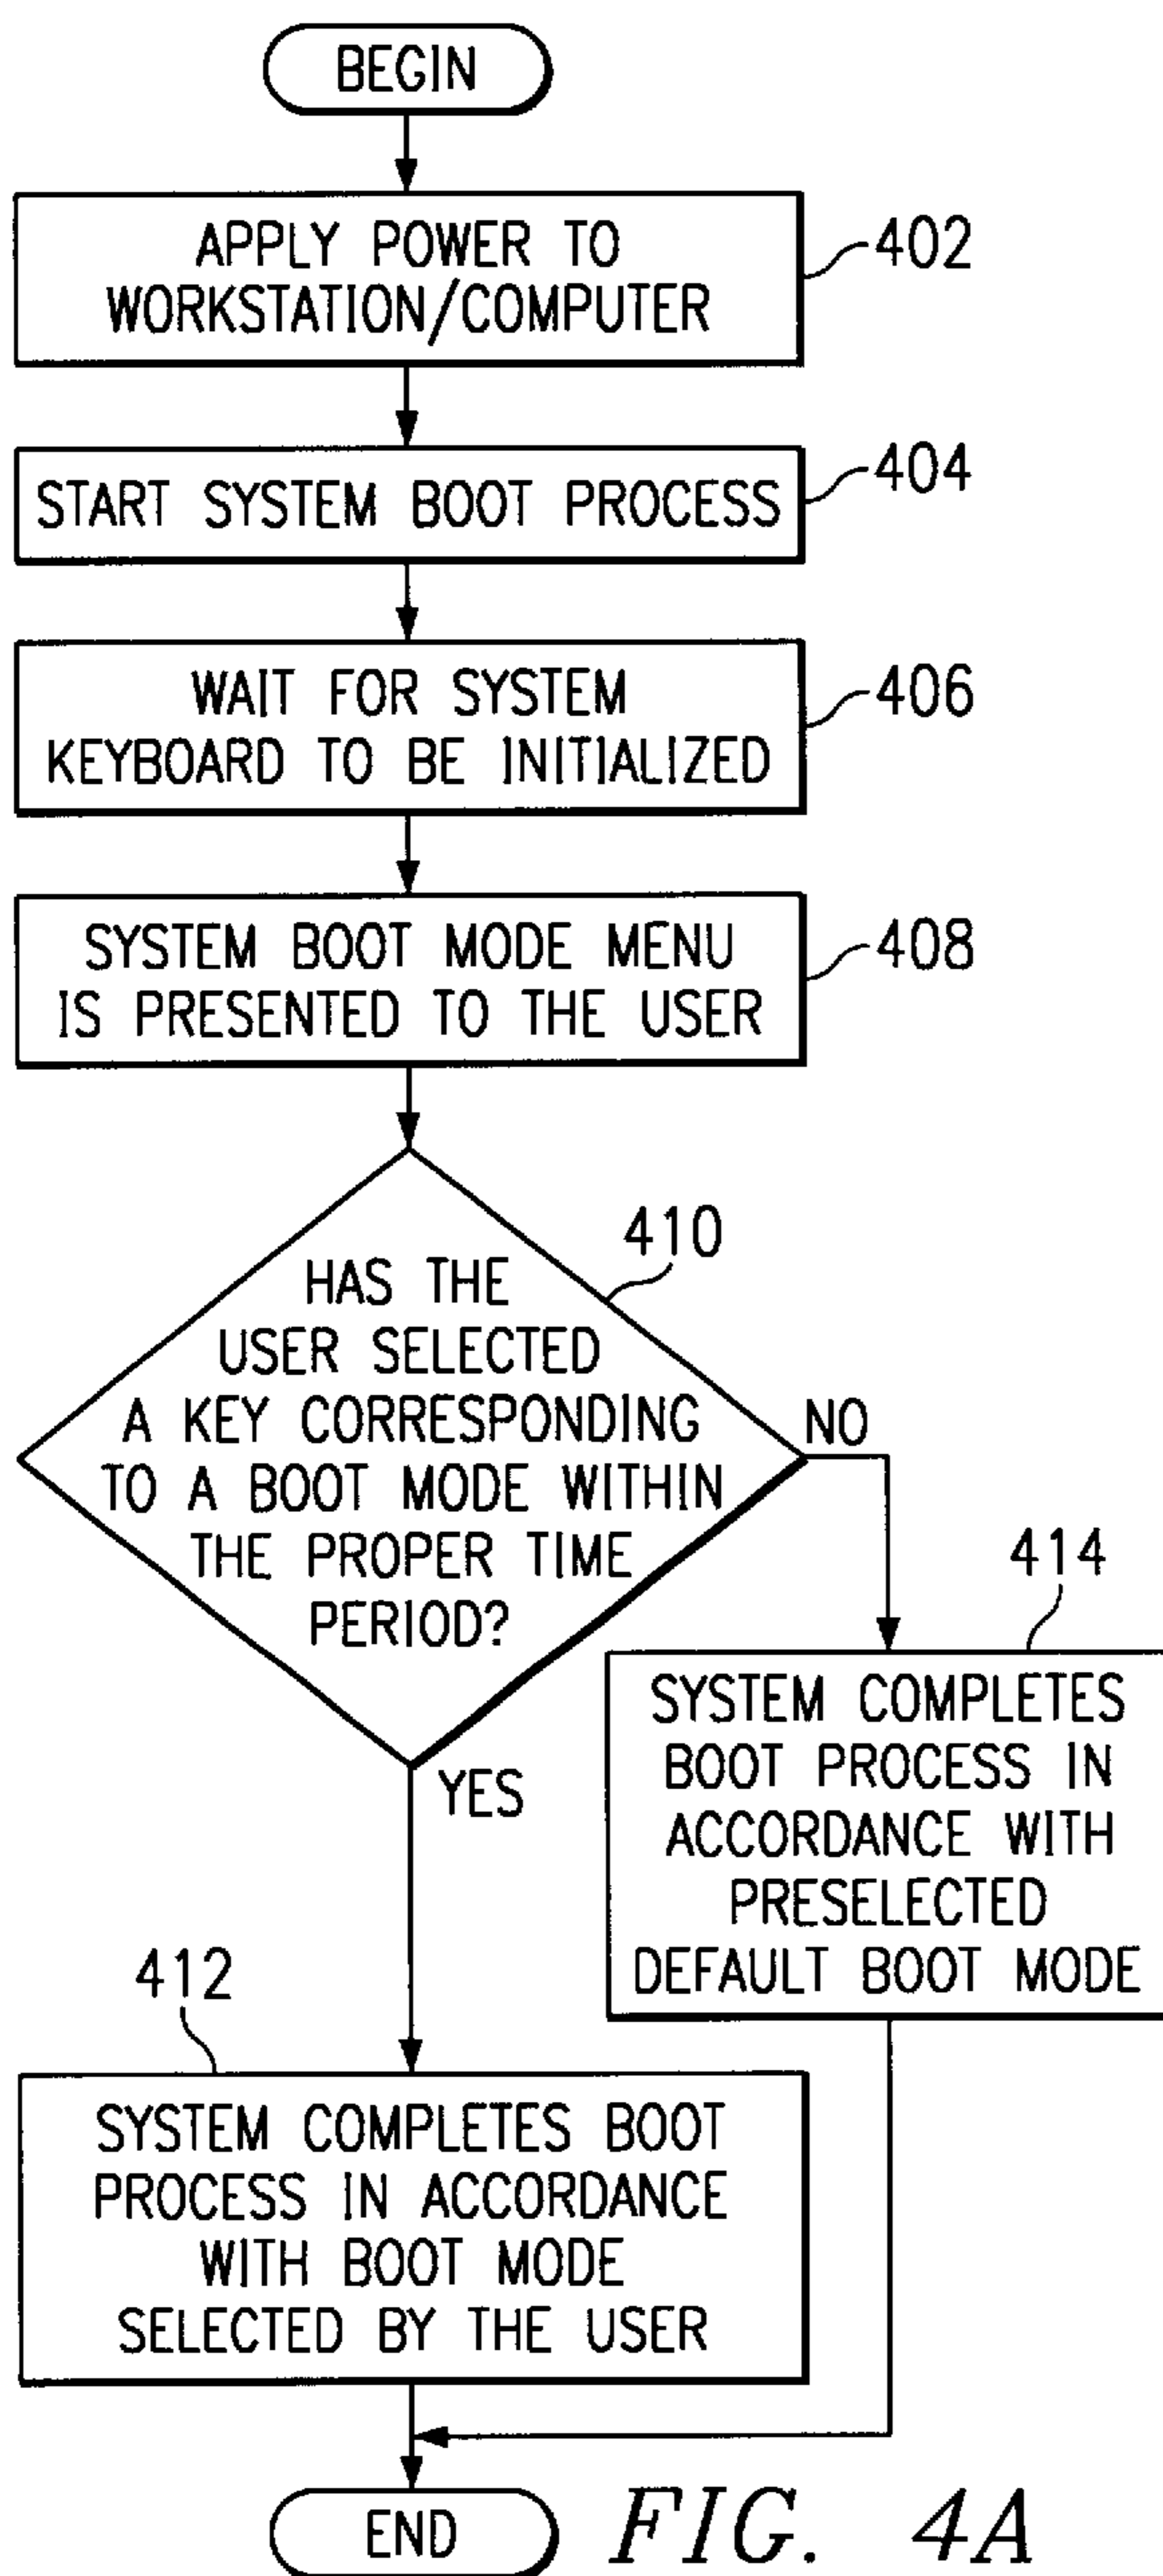 BEGIN
APPLY POWER TO
WORKSTATION/COMPUTER
402
START SYSTEM BOOT PROCESS
404
WAIT FOR SYSTEM
KEYBOARD TO BE INITIALIZED
406
SYSTEM BOOT MODE MENU
IS PRESENTED TO THE USER
408
410
HAS THE
USER SELECTED
A KEY CORRESPONDING
TO A BOOT MODE WITHIN
THE PROPER TIME
PERIOD?
NO
YES
414
SYSTEM COMPLETES
BOOT PROCESS IN
ACCORDANCE WITH
PRESELECTED
DEFAULT BOOT MODE
412
SYSTEM COMPLETES BOOT
PROCESS IN ACCORDANCE
WITH BOOT MODE
SELECTED BY THE USER
END
FIG. 4A